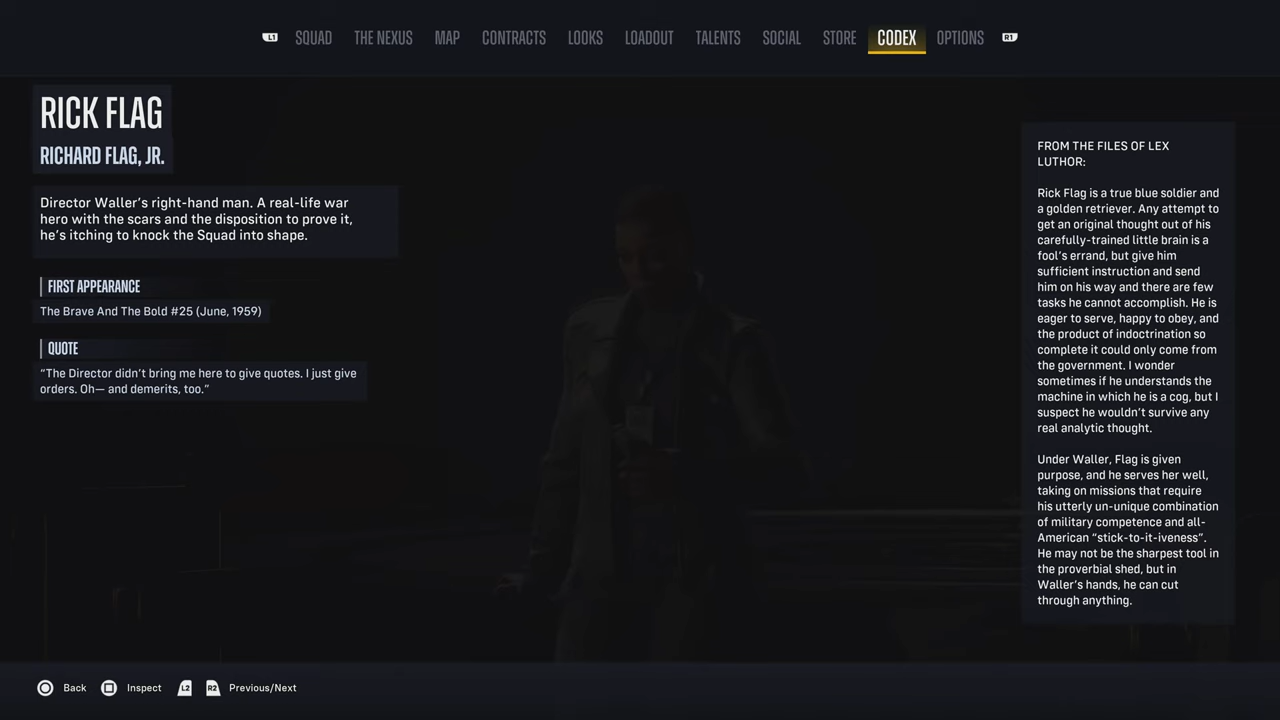 L1 SQUAD THE NEXUS MAP CONTRACTS LOOKS LOADOUT TALENTS SOCIAL STORE CODEX OPTIONS R1
RICK FLAG
RICHARD FLAG, JR.
Director Waller's right-hand man. A real-life war
hero with the scars and the disposition to prove it,
he's itching to knock the Squad into shape.
FIRST APPEARANCE
The Brave And The Bold #25 (June, 1959)
QUOTE
"The Director didn't bring me here to give quotes. I just give
orders. Oh— and demerits, too."
FROM THE FILES OF LEX
LUTHOR:
Rick Flag is a true blue soldier and
a golden retriever. Any attempt to
get an original thought out of his
carefully-trained little brain is a
fool's errand, but give him
sufficient instruction and send
him on his way and there are few
tasks he cannot accomplish. He is
eager to serve, happy to obey, and
the product of indoctrination so
complete it could only come from
the government. I wonder
sometimes if he understands the
machine in which he is a cog, but I
suspect he wouldn't survive any
real analytic thought.
Under Waller, Flag is given
purpose, and he serves her well,
taking on missions that require
his utterly un-unique combination
of military competence and all-
American "stick-to-it-iveness".
He may not be the sharpest tool in
the proverbial shed, but in
Waller's hands, he can cut
through anything.
Back Inspect L2 R2 Previous/Next